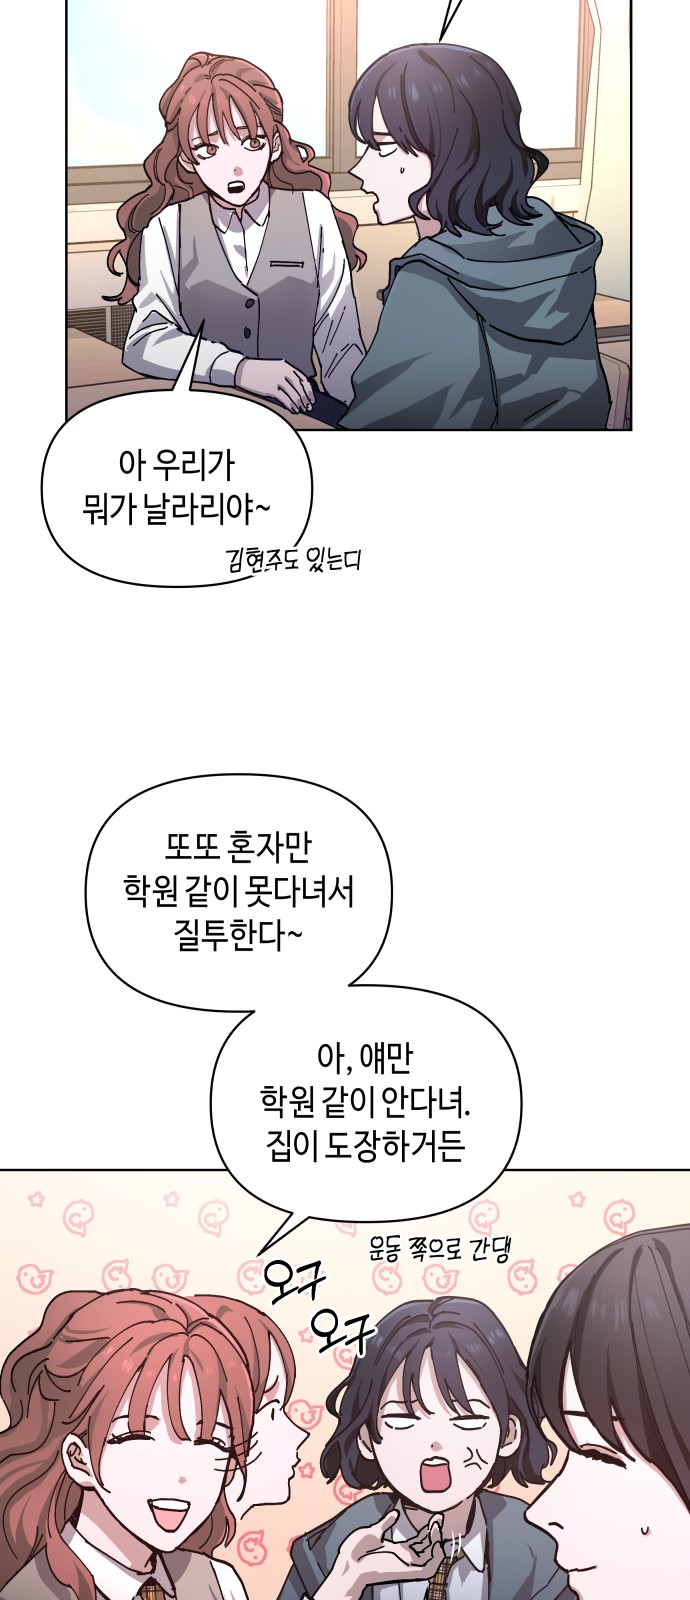 아 우리가
뭐가 날라리야~
김현주도 있는디
또또 혼자만
학원 같이 못다녀서
질투한다~
아, 얘만
학원 같이 안다녀.
집이 도장하거든
운동 쪽으로 간댕
오구
오구